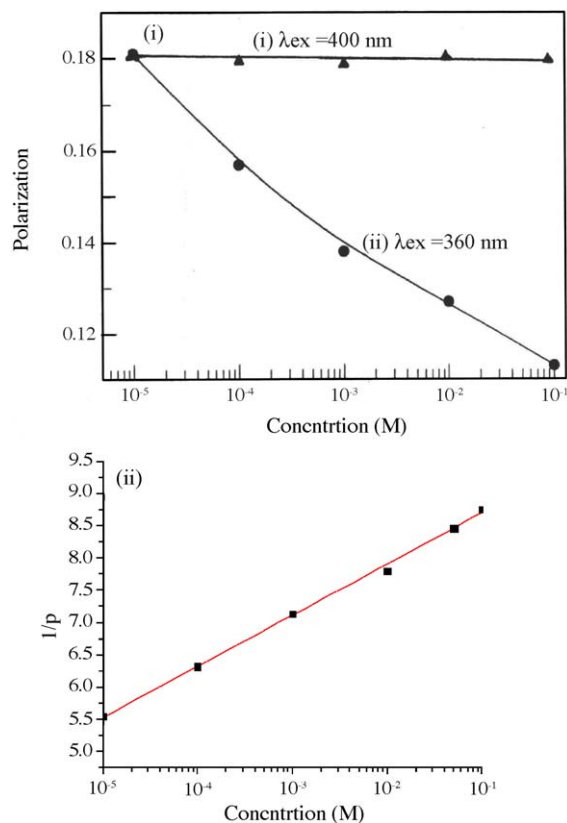 (i)
(i) λex =400 nm
0.18
0.16
Polarization
0.14
(ii) λex =360 nm
0.12
10⁻⁵ 10⁻⁴ 10⁻³ 10⁻² 10⁻¹
Concntrtion (M)
9.5
(ii)
9.0
8.5
8.0
7.5
1/p
7.0
6.5
6.0
5.5
5.0
10⁻⁵ 10⁻⁴ 10⁻³ 10⁻² 10⁻¹
Concntrtion (M)